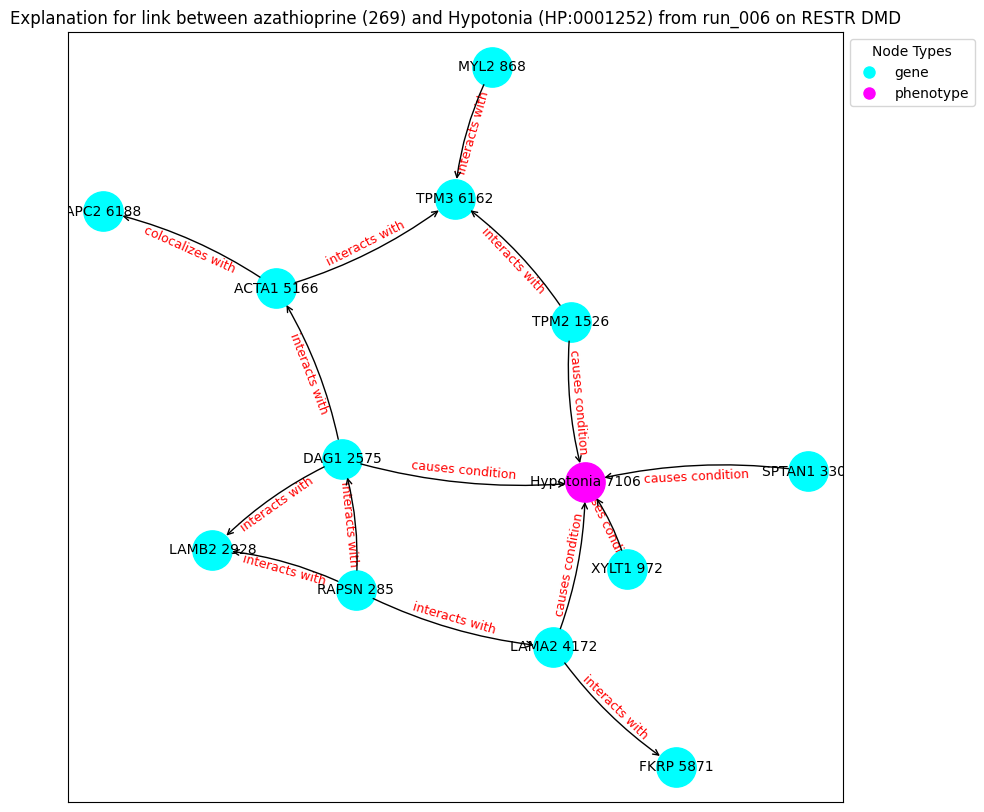 Explanation for link between azathioprine (269) and Hypotonia (HP:0001252) from run_006 on RESTR DMD
Node Types
gene
phenotype
MYL2 868
interacts with
TPM3 6162
APC2 6188
colocalizes with
interacts with
interacts with
ACTA1 5166
TPM2 1526
interacts with
causes condition
DAG1 2575
causes condition
Hypotonia 7106
causes condition
SPTAN1 330
interacts with
interacts with
LAMB2 2928
interacts with
RAPSN 285
XYLT1 972
causes condition
interacts with
LAMA2 4172
interacts with
FKRP 5871